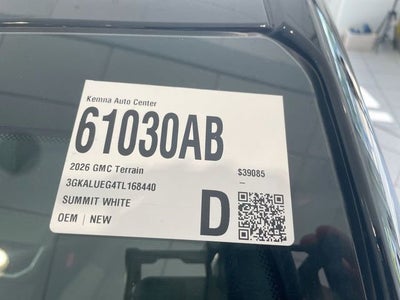 Kemna Auto Center
61030AB
2026 GMC Terrain $39085
3GKALUEG4TL168440 —
SUMMIT WHITE
OEM | NEW
D